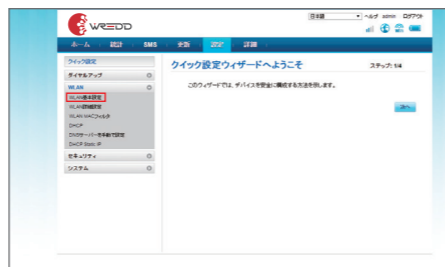 WREDD
日本語 ヘルプ admin ログアウト
ホーム 統計 SMS 更新 設定 詳細
クイック設定
ダイヤルアップ
WLAN
WLAN基本設定
WLAN詳細設定
WLAN MACフィルタ
DHCP
DNSサーバーを手動で設定
DHCP Static IP
セキュリティ
システム
クイック設定ウィザードへようこそ
ステップ: 1/4
このウィザードでは、デバイスを安全に構成する方法を示します。
次へ